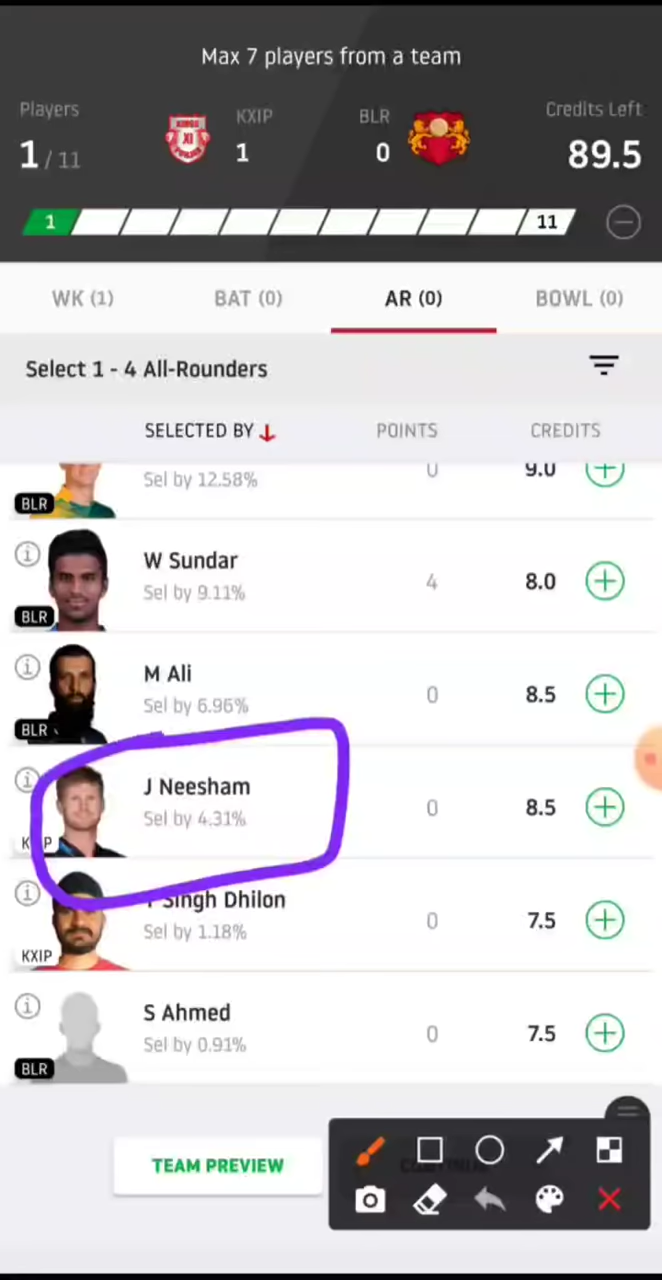 Max 7 players from a team
Players KXIP BLR Credits Left
1 / 11 1 0 89.5
1 11
WK (1) BAT (0) AR (0) BOWL (0)
Select 1 - 4 All-Rounders
SELECTED BY POINTS CREDITS
Sel by 12.58% 0 9.0
BLR
W Sundar
Sel by 9.11% 4 8.0
BLR
M Ali
Sel by 6.96% 0 8.5
BLR
J Neesham
Sel by 4.31% 0 8.5
Singh Dhilon
Sel by 1.18% 0 7.5
KXIP
S Ahmed
Sel by 0.91% 0 7.5
BLR
TEAM PREVIEW